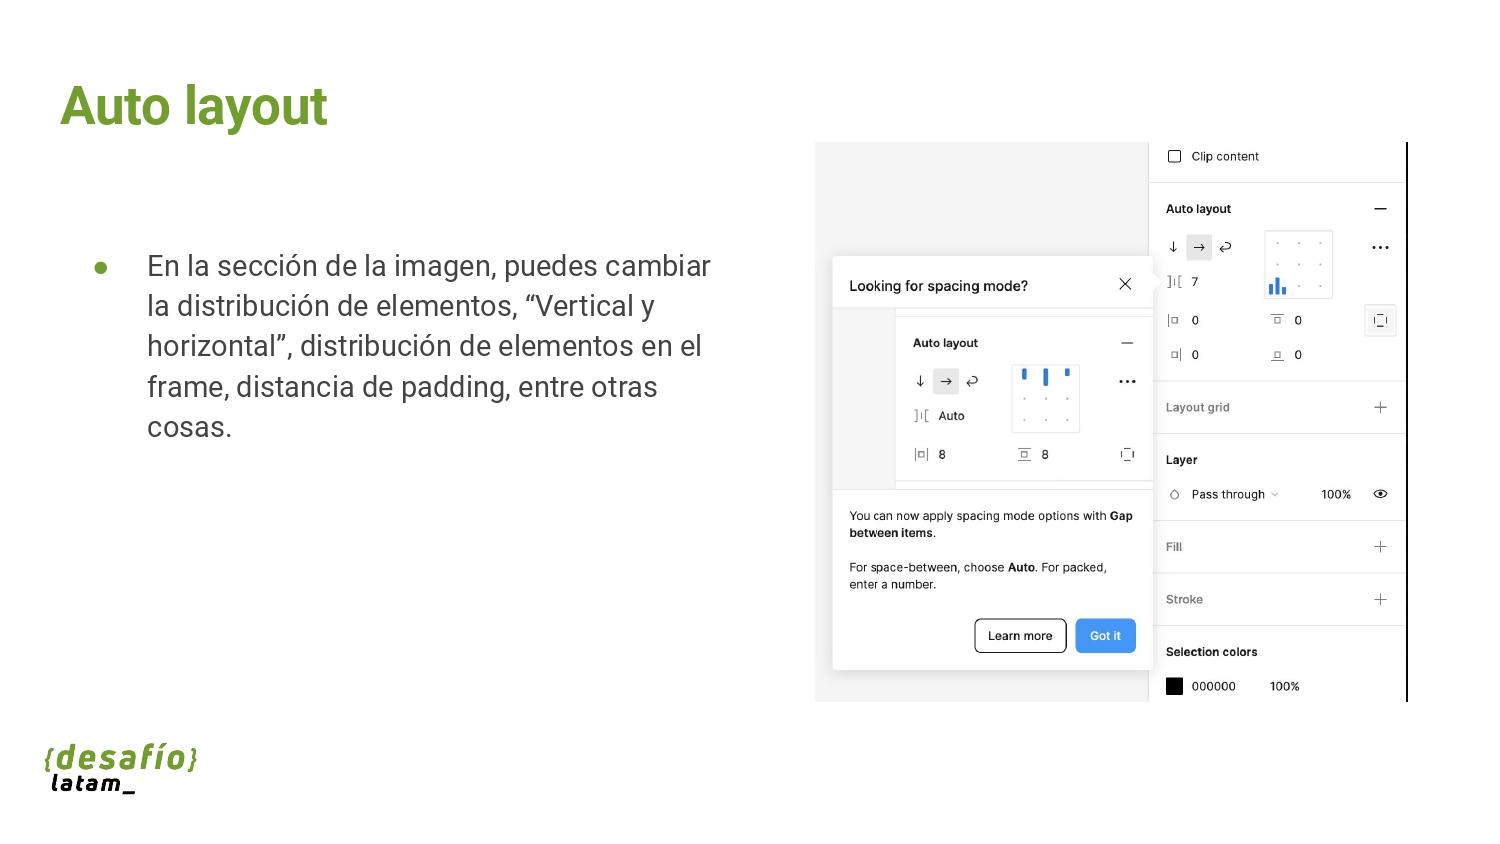 Auto layout
En la sección de la imagen, puedes cambiar
la distribución de elementos, “Vertical y
horizontal”, distribución de elementos en el
frame, distancia de padding, entre otras
cosas.
Looking for spacing mode?
Auto layout
Auto
8
8
You can now apply spacing mode options with Gap
between items.
For space-between, choose Auto. For packed,
enter a number.
Learn more
Got it
Clip content
Auto layout
7
0
0
0
0
Layout grid
Layer
Pass through
100%
Fill
Stroke
Selection colors
000000
100%
{desafío}
latam_